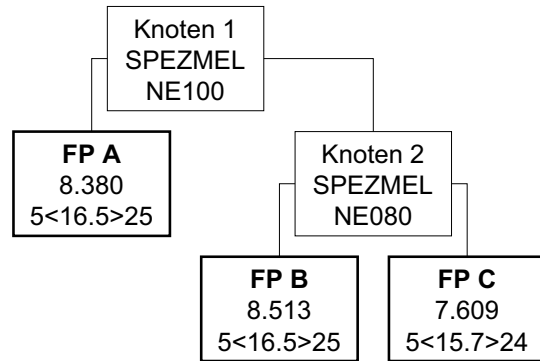 Knoten 1
SPEZMEL
NE100
FP A
8.380
5<16.5>25
Knoten 2
SPEZMEL
NE080
FP B
8.513
5<16.5>25
FP C
7.609
5<15.7>24